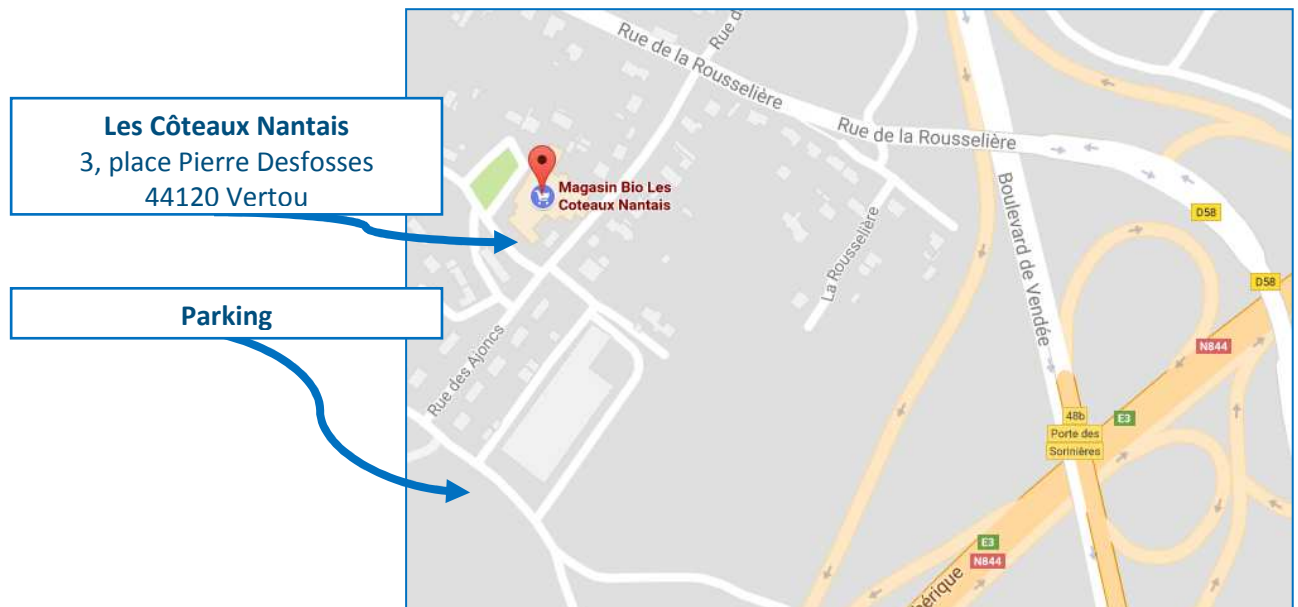 Les Côteaux Nantais
3, place Pierre Desfosses
44120 Vertou
Parking
Rue de la Rousselière
Rue d
Rue de la Rousselière
Magasin Bio Les
Coteaux Nantais
La Rousselière
Boulevard de Vendée
D58
D58
N844
Rue des Ajoncs
48b
E3
Porte des
Sorinières
E3
N844
hérique